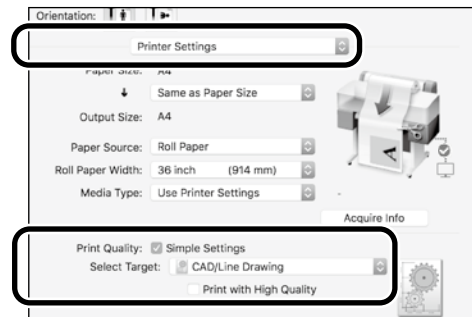 Orientation:
Printer Settings
Paper Size: A4
Same as Paper Size
Output Size: A4
Paper Source: Roll Paper
Roll Paper Width: 36 inch (914 mm)
Media Type: Use Printer Settings
-
Acquire Info
Print Quality: Simple Settings
Select Target: CAD/Line Drawing
Print with High Quality